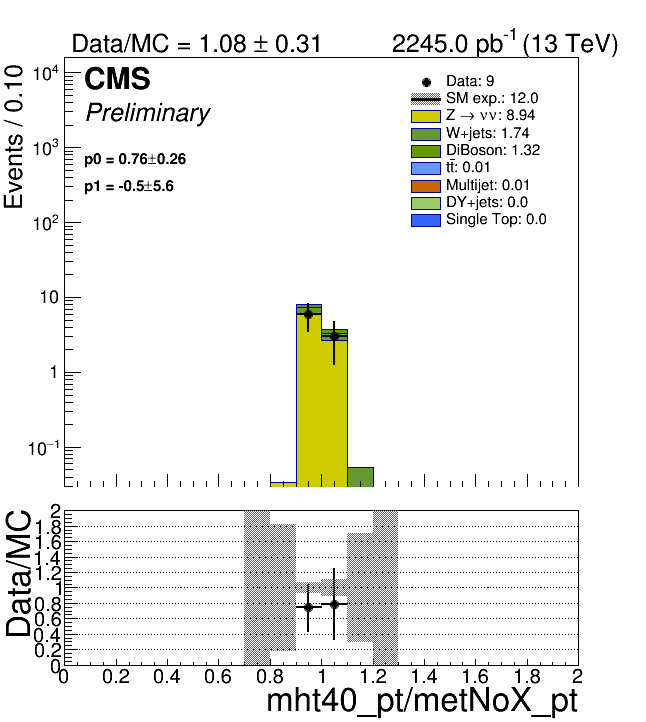 Data/MC = 1.08 ± 0.31 2245.0 pb⁻¹ (13 TeV)
Events / 0.10
10⁴
10³
10²
10
1
10⁻¹
CMS
Preliminary
p0 = 0.76±0.26
p1 = -0.5±5.6
Data: 9
SM exp.: 12.0
Z → νν: 8.94
W+jets: 1.74
DiBoson: 1.32
tt̄: 0.01
Multijet: 0.01
DY+jets: 0.0
Single Top: 0.0
Data/MC
2
1.8
1.6
1.4
1.2
1
0.8
0.6
0.4
0.2
0
0 0.2 0.4 0.6 0.8 1 1.2 1.4 1.6 1.8 2
mht40_pt/metNoX_pt